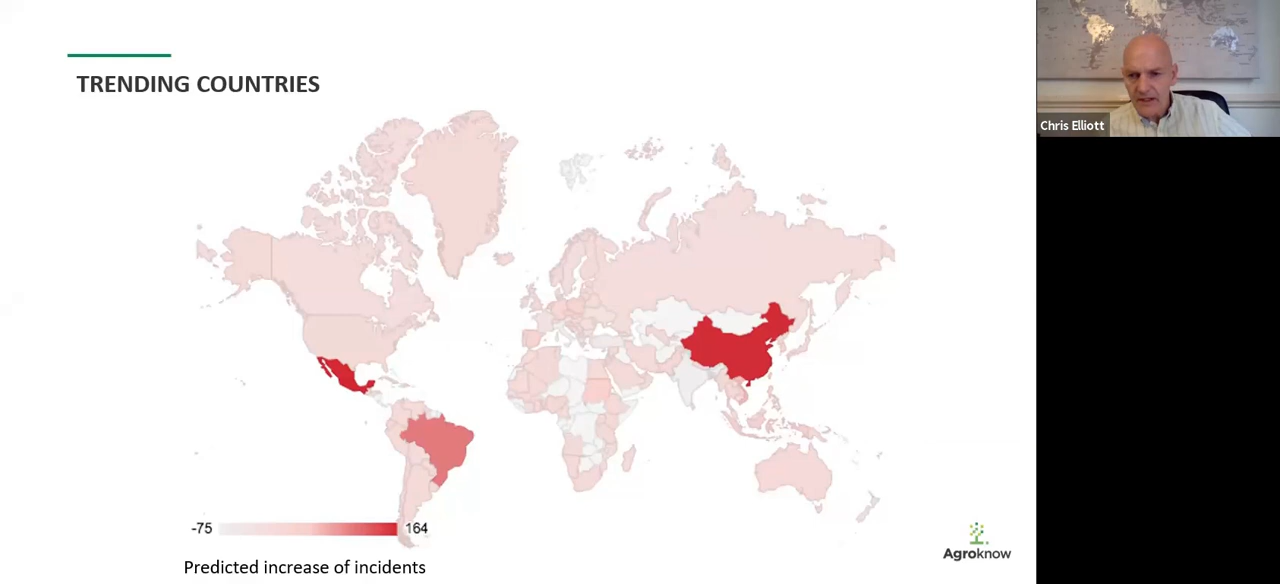 TRENDING COUNTRIES
Chris Elliott
-75
164
Predicted increase of incidents
Agroknow